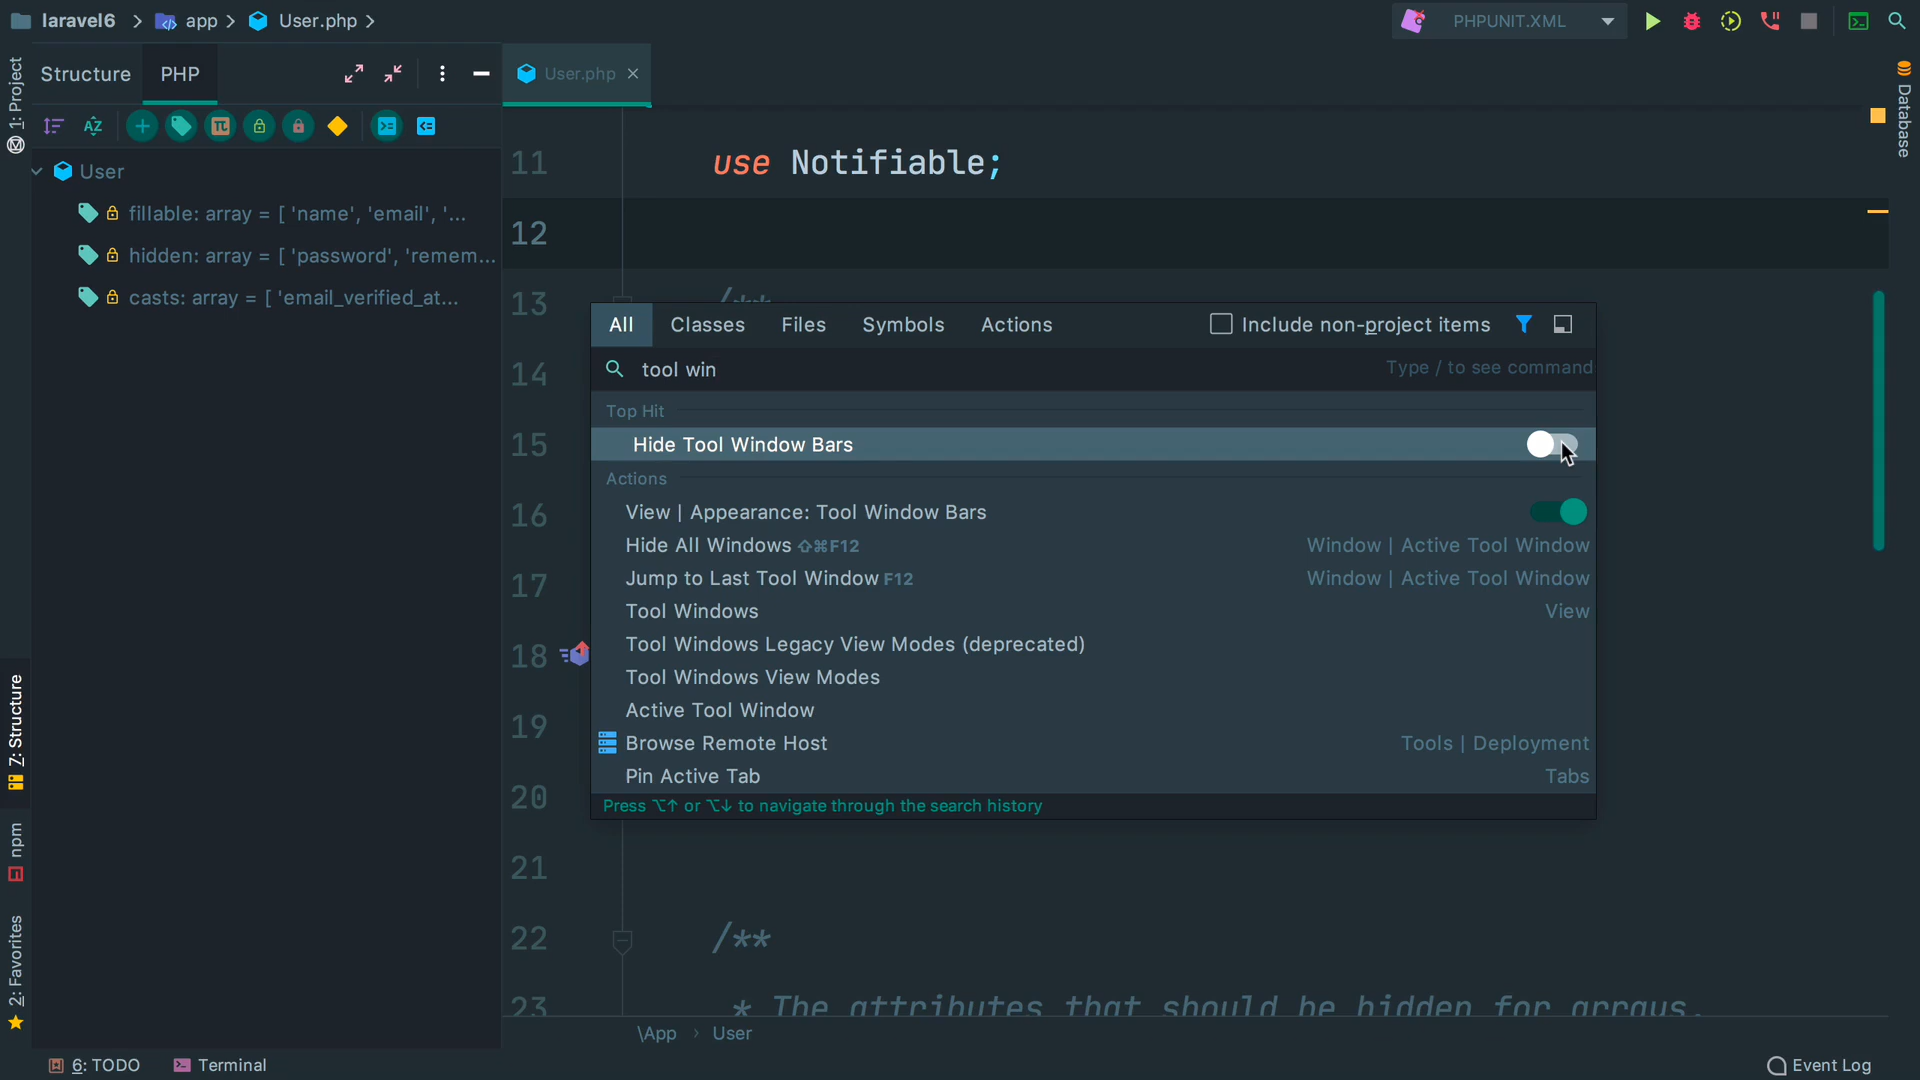 laravel6 > app > User.php >
PHPUNIT.XML
1: Project
Structure
PHP
User.php
Database
User
fillable: array = [ 'name', 'email', '...
hidden: array = [ 'password', 'remem...
casts: array = [ 'email_verified_at...
11 use Notifiable;
12
13 /**
14
15
16
17
18
19
20
21
22 /**
23 * The attributes that should be hidden for arrays.
All
Classes
Files
Symbols
Actions
Include non-project items
tool win
Type / to see command
Top Hit
Hide Tool Window Bars
Actions
View | Appearance: Tool Window Bars
Hide All Windows ⇧⌘F12 Window | Active Tool Window
Jump to Last Tool Window F12 Window | Active Tool Window
Tool Windows View
Tool Windows Legacy View Modes (deprecated)
Tool Windows View Modes
Active Tool Window
Browse Remote Host Tools | Deployment
Pin Active Tab Tabs
Press ⌥↑ or ⌥↓ to navigate through the search history
7: Structure
npm
2: Favorites
\App > User
6: TODO
Terminal
Event Log